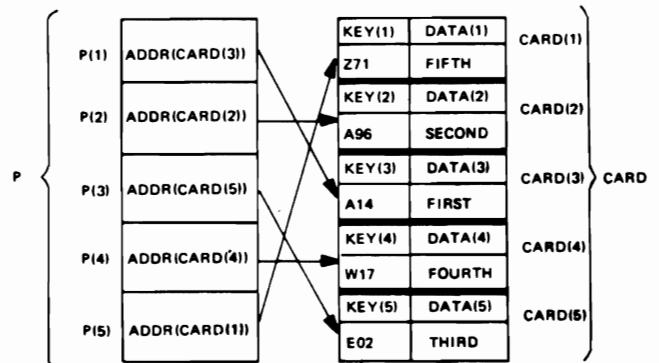 KEY(1) DATA(1) CARD(1)
P(1) ADDR(CARD(3)) Z71 FIFTH
KEY(2) DATA(2) CARD(2)
P(2) ADDR(CARD(2)) A96 SECOND
P P(3) ADDR(CARD(5)) KEY(3) DATA(3) CARD(3) CARD
A14 FIRST
KEY(4) DATA(4) CARD(4)
P(4) ADDR(CARD(4)) W17 FOURTH
KEY(5) DATA(5) CARD(5)
P(5) ADDR(CARD(1)) E02 THIRD